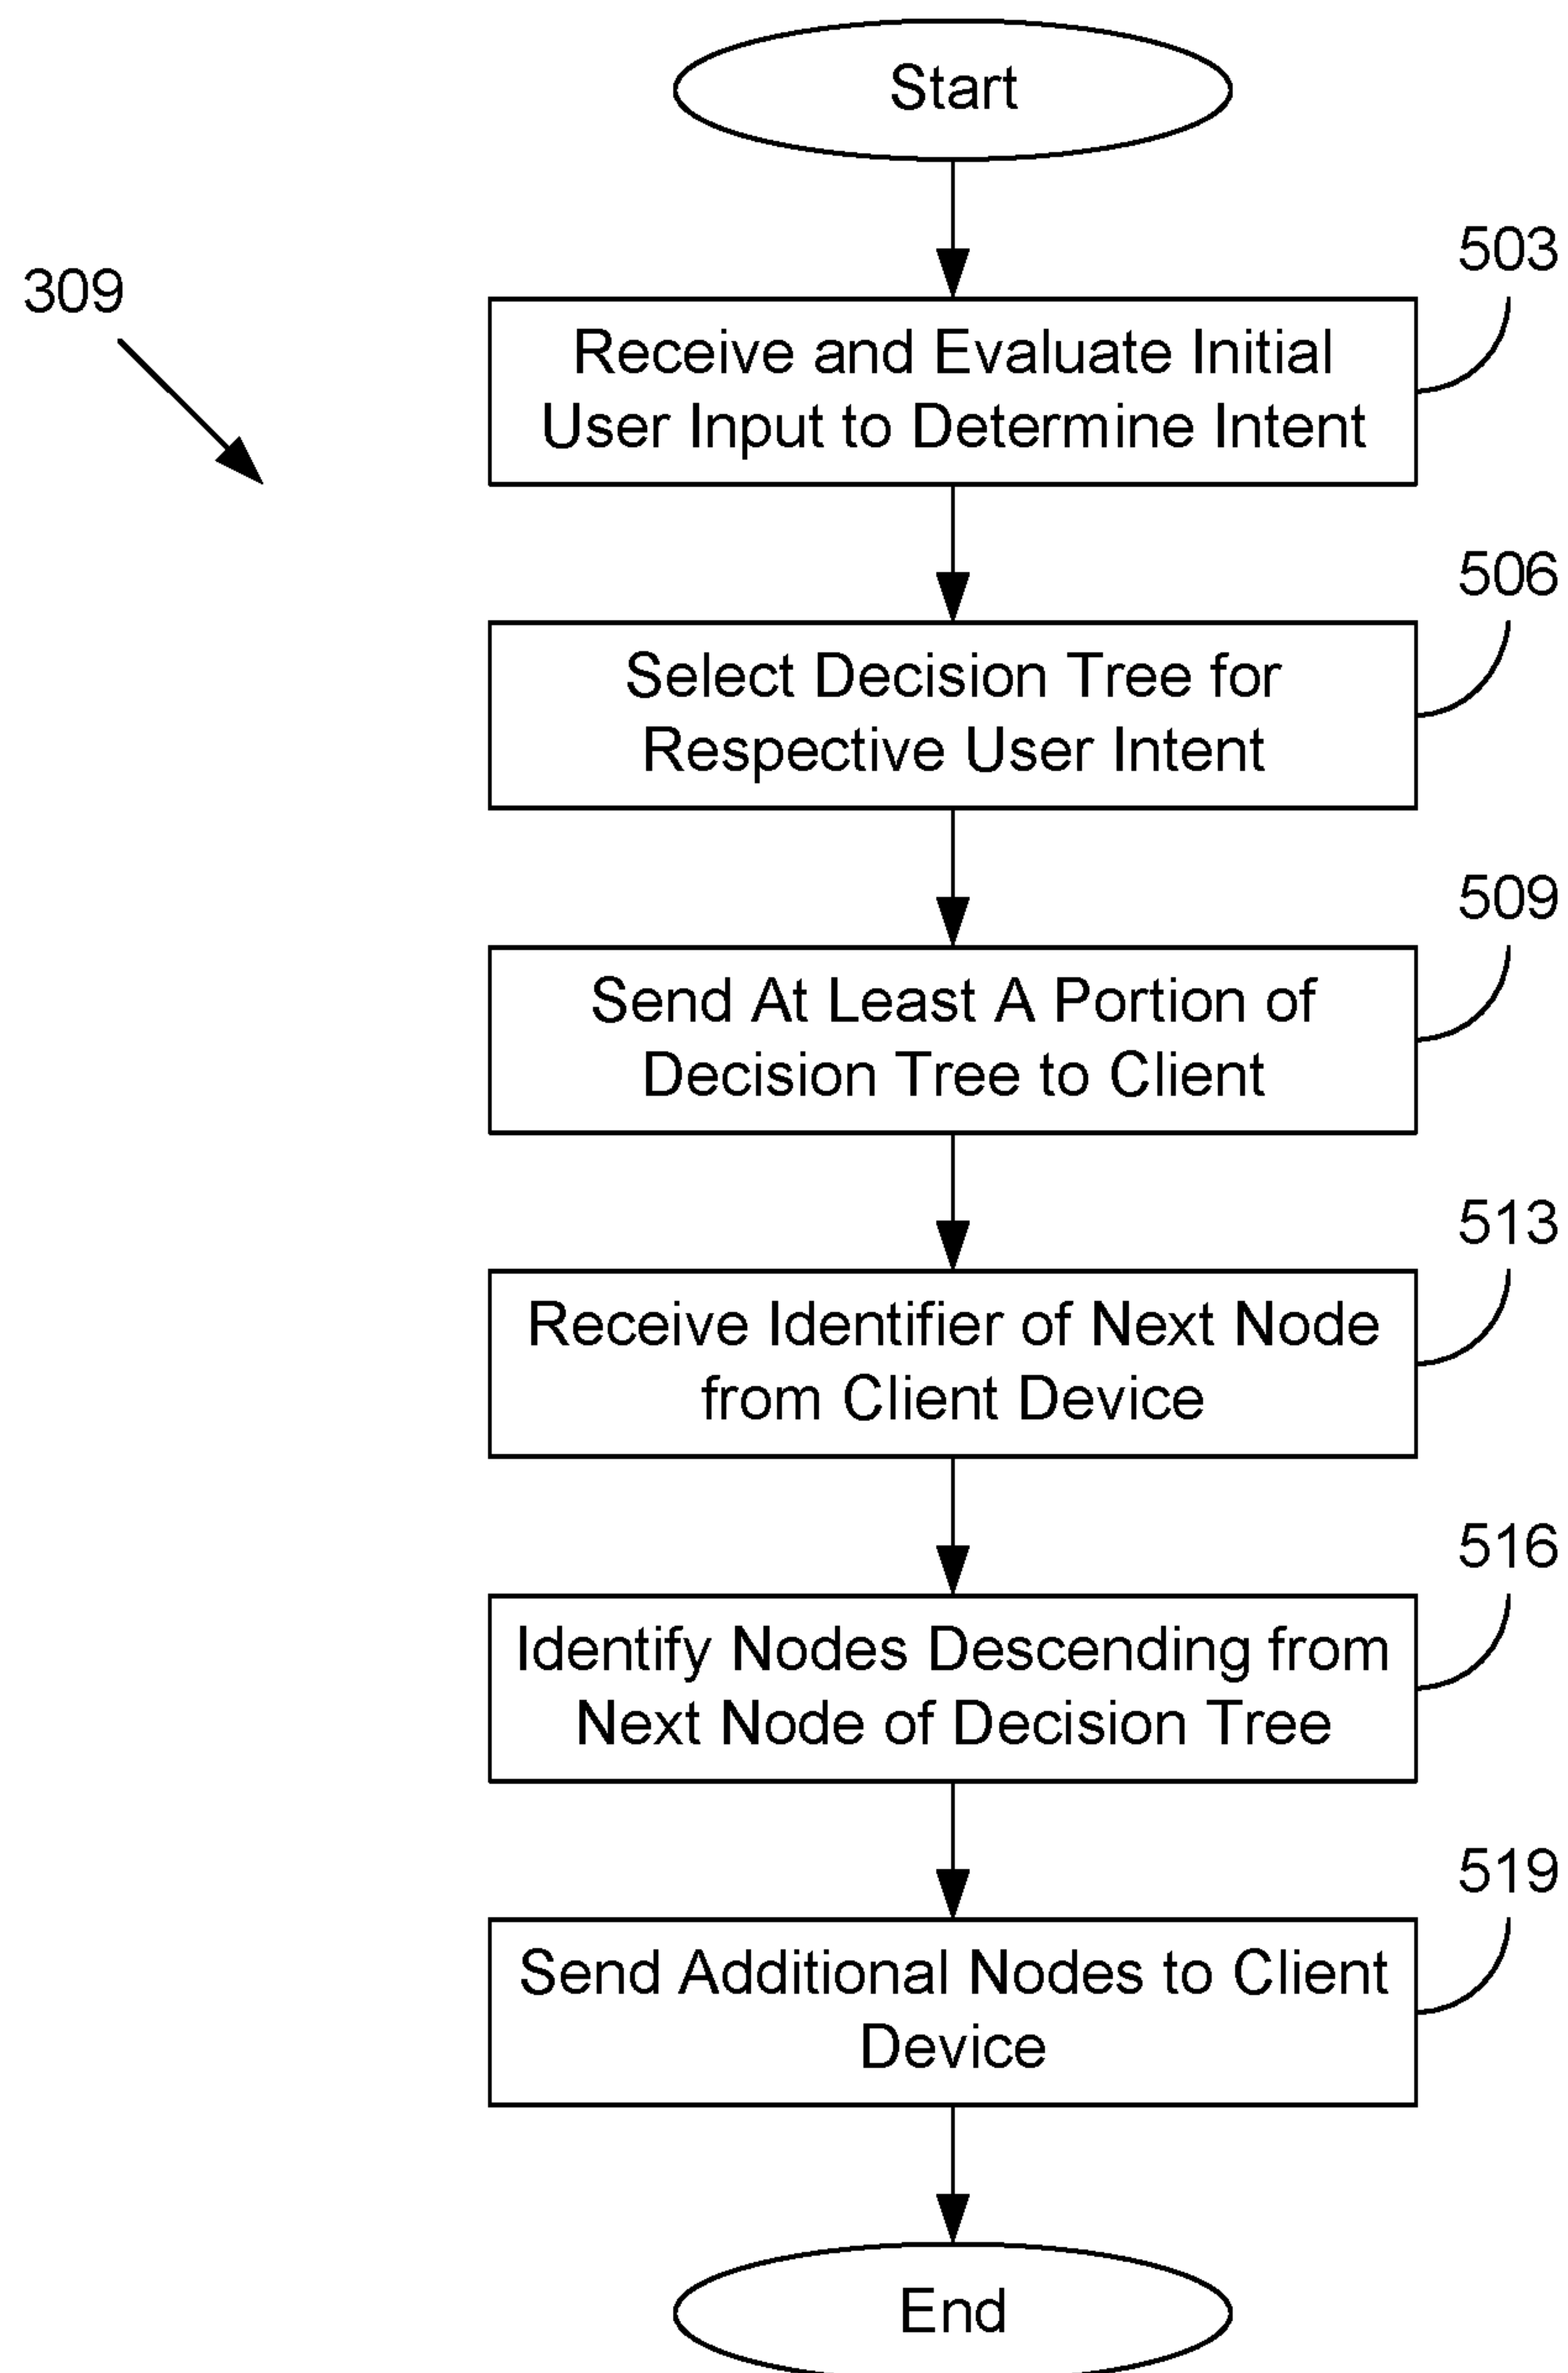 Start
503
309
Receive and Evaluate Initial
User Input to Determine Intent
506
Select Decision Tree for
Respective User Intent
509
Send At Least A Portion of
Decision Tree to Client
513
Receive Identifier of Next Node
from Client Device
516
Identify Nodes Descending from
Next Node of Decision Tree
519
Send Additional Nodes to Client
Device
End